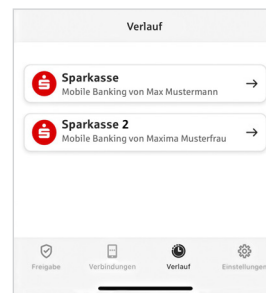 Verlauf
Sparkasse
Mobile Banking von Max Mustermann
Sparkasse 2
Mobile Banking von Maxima Musterfrau
Freigabe Verbindungen Verlauf Einstellungen